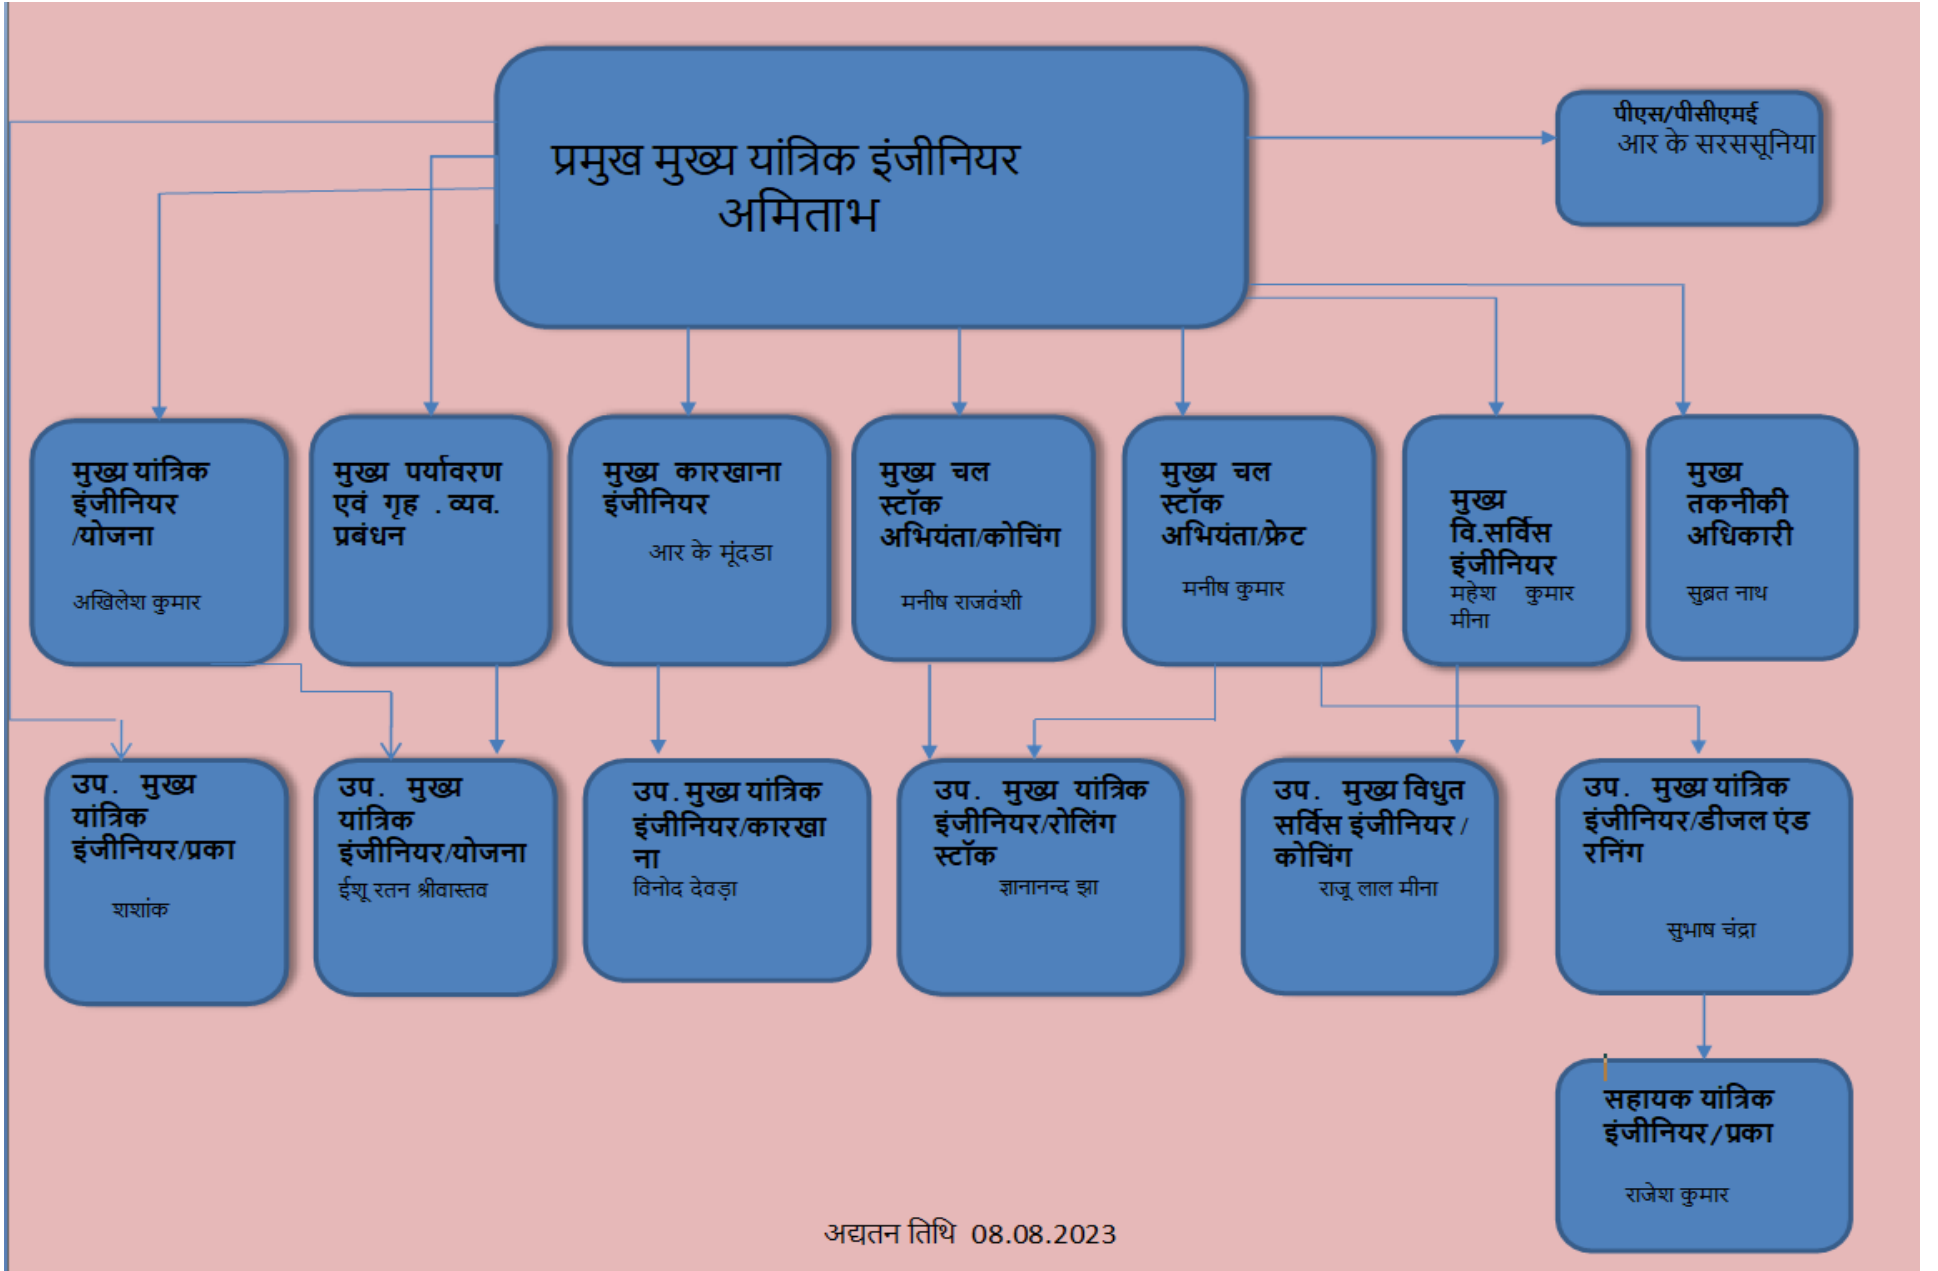 प्रमुख मुख्य यांत्रिक इंजीनियर
अमिताभ
पीएस/पीसीएमई
आर के सरससूनिया
मुख्य यांत्रिक
इंजीनियर
/योजना
अखिलेश कुमार
मुख्य पर्यावरण
एवं गृह .व्यव.
प्रबंधन
मुख्य कारखाना
इंजीनियर
आर के मूंदडा
मुख्य चल
स्टॉक
अभियंता/कोचिंग
मनीष राजवंशी
मुख्य चल
स्टॉक
अभियंता/फ्रेट
मनीष कुमार
मुख्य
वि.सर्विस
इंजीनियर
महेश कुमार
मीना
मुख्य
तकनीकी
अधिकारी
सुब्रत नाथ
उप. मुख्य
यांत्रिक
इंजीनियर/प्रका
शशांक
उप. मुख्य
यांत्रिक
इंजीनियर/योजना
ईशू रतन श्रीवास्तव
उप. मुख्य यांत्रिक
इंजीनियर/कारखा
ना
विनोद देवड़ा
उप. मुख्य यांत्रिक
इंजीनियर/रोलिंग
स्टॉक
ज्ञानानन्द झा
उप. मुख्य विधुत
सर्विस इंजीनियर /
कोचिंग
राजू लाल मीना
उप. मुख्य यांत्रिक
इंजीनियर/डीजल एंड
रनिंग
सुभाष चंद्रा
सहायक यांत्रिक
इंजीनियर/प्रका
राजेश कुमार
अद्यतन तिथि 08.08.2023